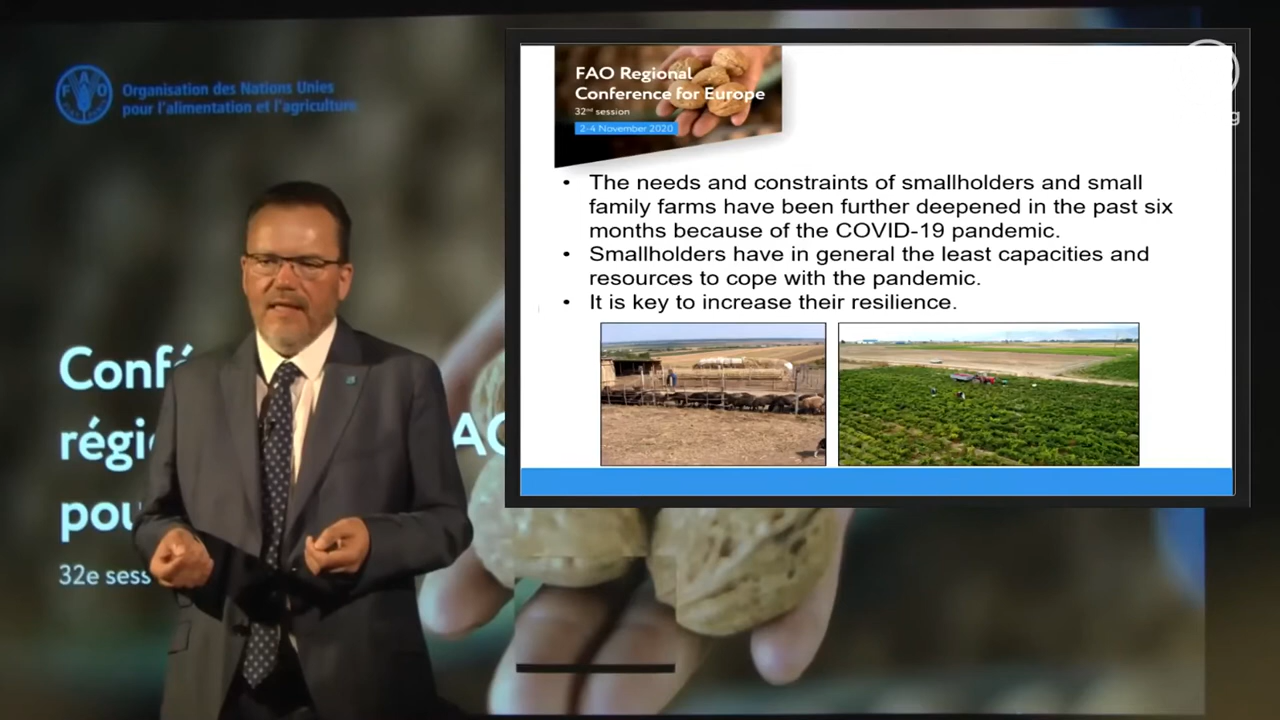 Organisation des Nations Unies
pour l'alimentation et l'agriculture
F A O
Conf
régi
pou
32e sess
AO
FAO Regional
Conference for Europe
32nd session
2-4 November 2020
• The needs and constraints of smallholders and small
family farms have been further deepened in the past six
months because of the COVID-19 pandemic.
• Smallholders have in general the least capacities and
resources to cope with the pandemic.
• It is key to increase their resilience.